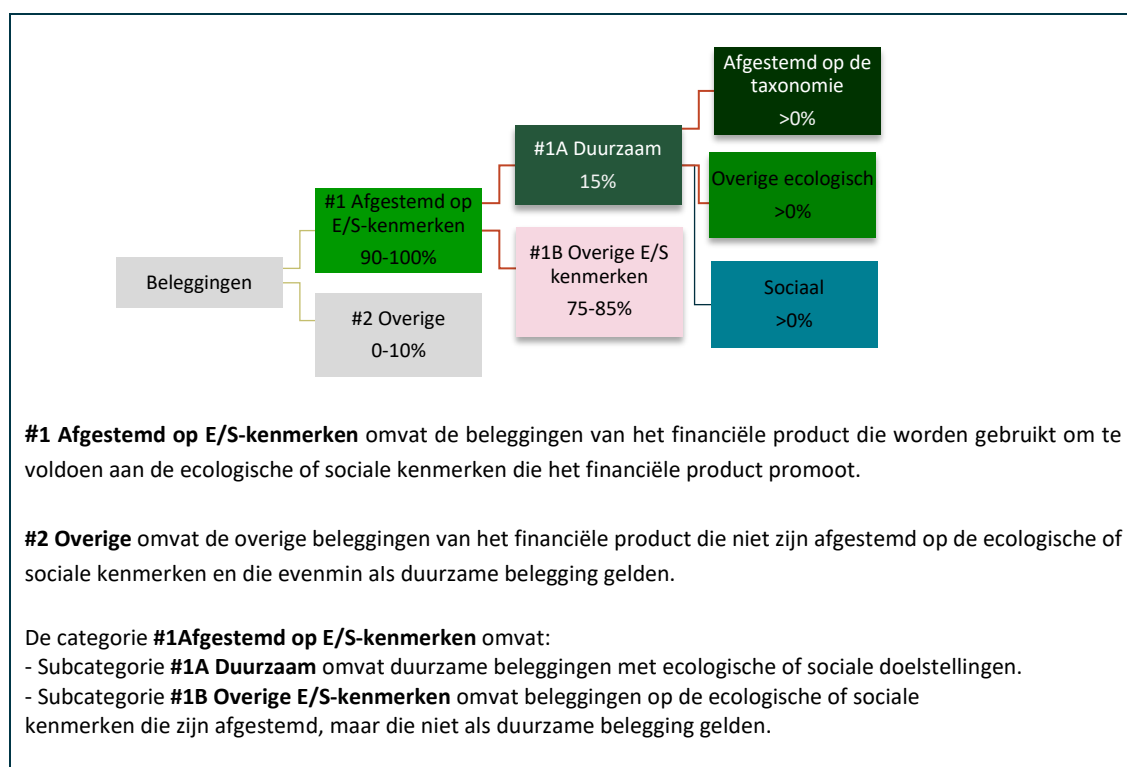 Afgestemd op de
taxonomie
>0%
#1A Duurzaam
15%
Overige ecologisch
>0%
#1 Afgestemd op
E/S-kenmerken
90-100%
#1B Overige E/S
kenmerken
75-85%
Beleggingen
Sociaal
>0%
#2 Overige
0-10%
#1 Afgestemd op E/S-kenmerken omvat de beleggingen van het financiële product die worden gebruikt om te
voldoen aan de ecologische of sociale kenmerken die het financiële product promoot.
#2 Overige omvat de overige beleggingen van het financiële product die niet zijn afgestemd op de ecologische of
sociale kenmerken en die evenmin als duurzame belegging gelden.
De categorie #1Afgestemd op E/S-kenmerken omvat:
- Subcategorie #1A Duurzaam omvat duurzame beleggingen met ecologische of sociale doelstellingen.
- Subcategorie #1B Overige E/S-kenmerken omvat beleggingen op de ecologische of sociale
kenmerken die zijn afgestemd, maar die niet als duurzame belegging gelden.